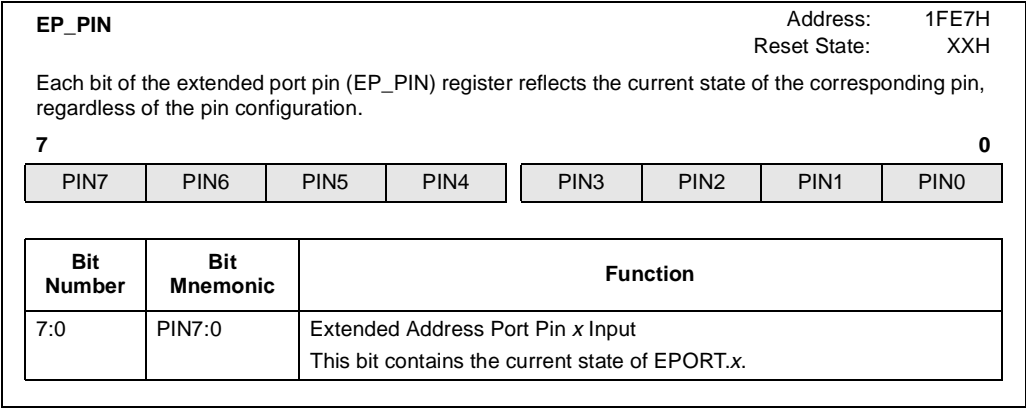 EP_PIN Address: 1FE7H
Reset State: XXH
Each bit of the extended port pin (EP_PIN) register reflects the current state of the corresponding pin,
regardless of the pin configuration.
7 0
PIN7 PIN6 PIN5 PIN4 PIN3 PIN2 PIN1 PIN0
Bit Number Bit Mnemonic Function
7:0 PIN7:0 Extended Address Port Pin x Input
This bit contains the current state of EPORT.x.